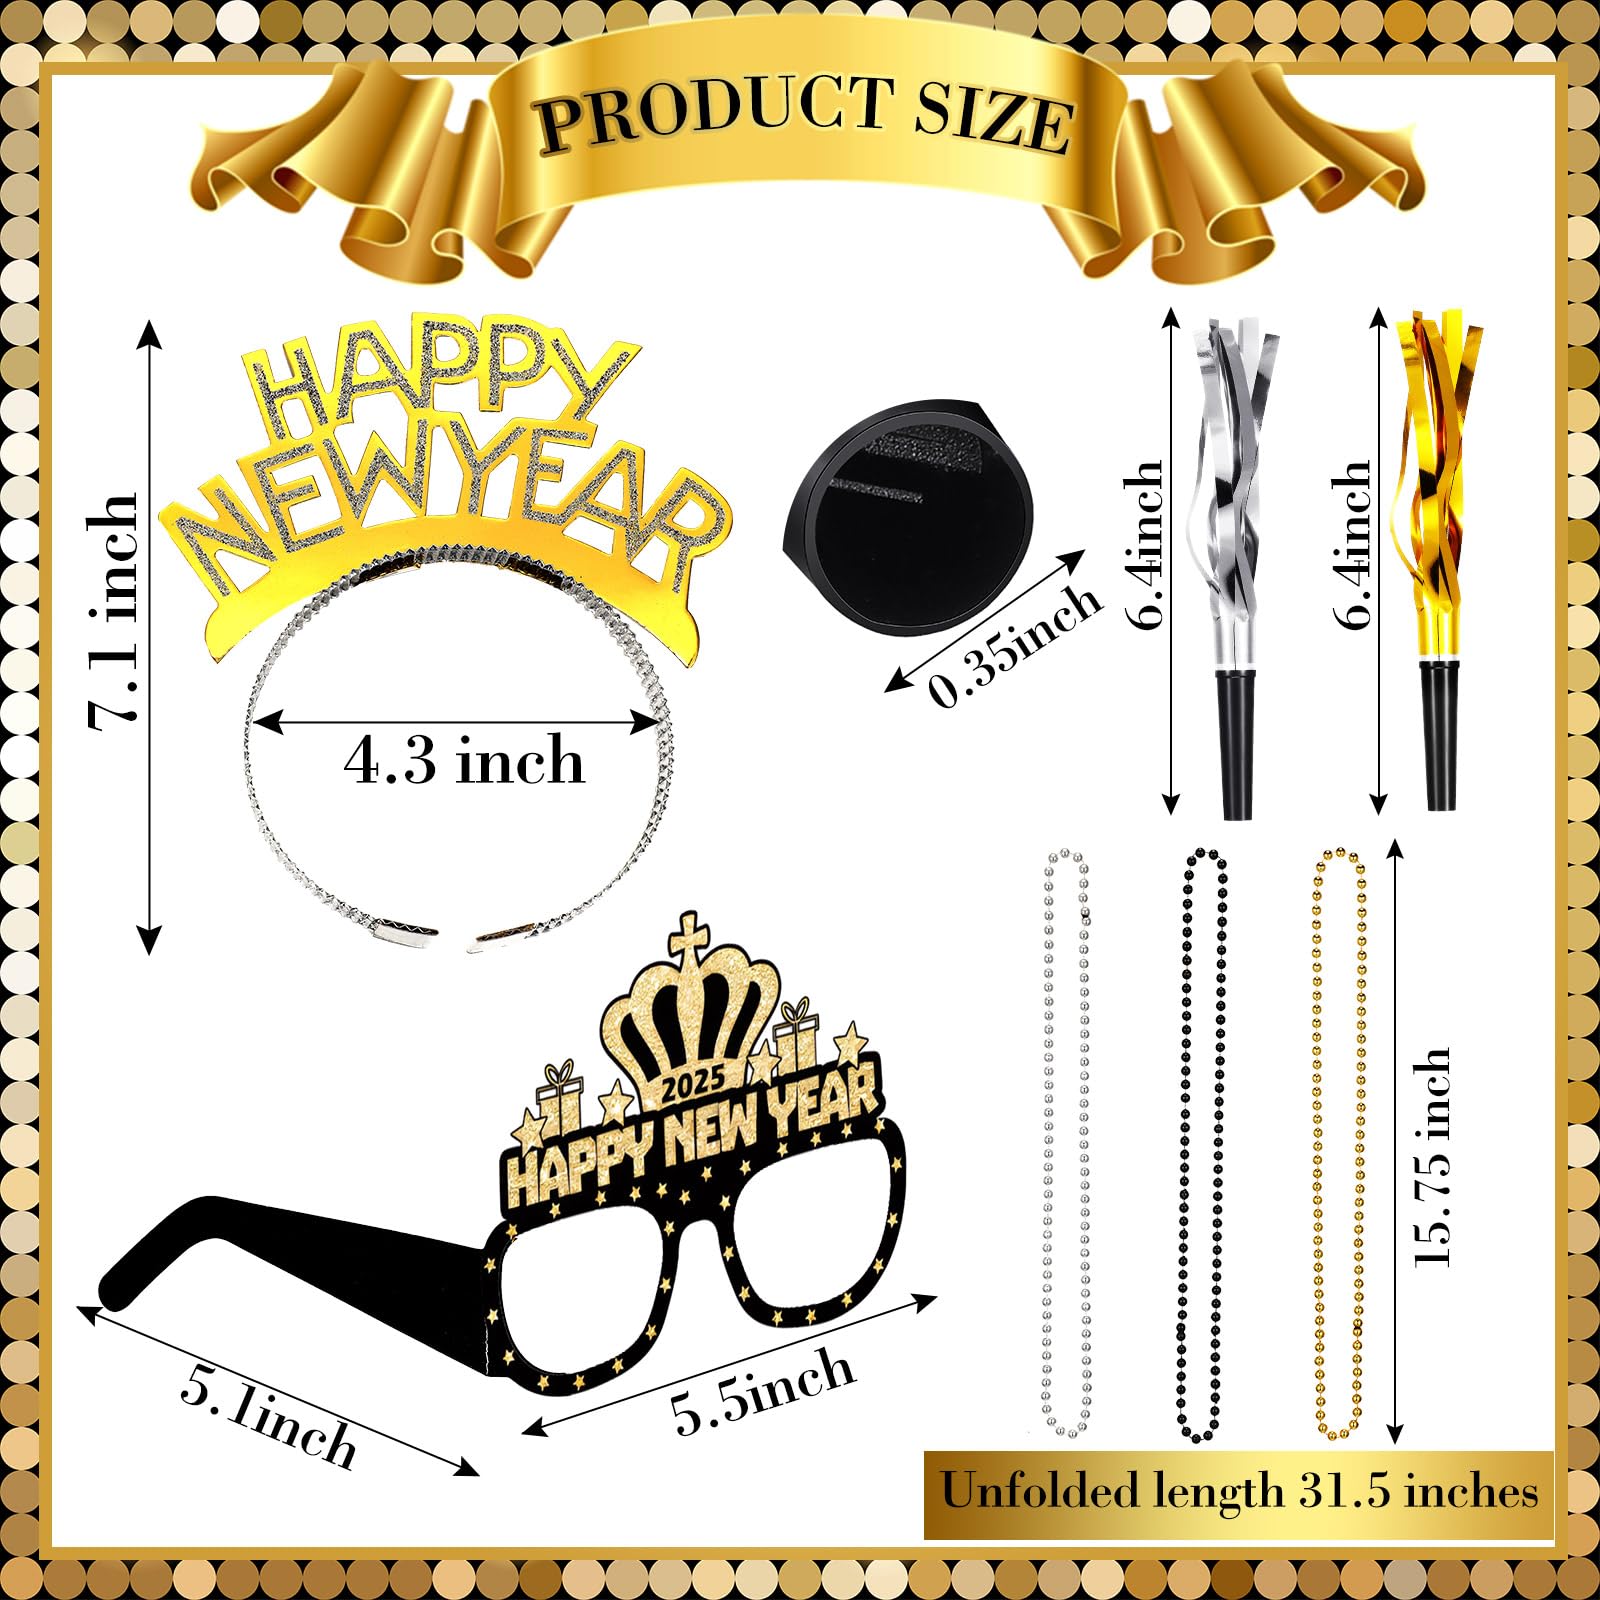 PRODUCT SIZE
HAPPY
NEW YEAR
7.1 inch
4.3 inch
0.35inch
6.4inch
6.4inch
2025
HAPPY NEW YEAR
5.1inch
5.5inch
15.75 inch
Unfolded length 31.5 inches